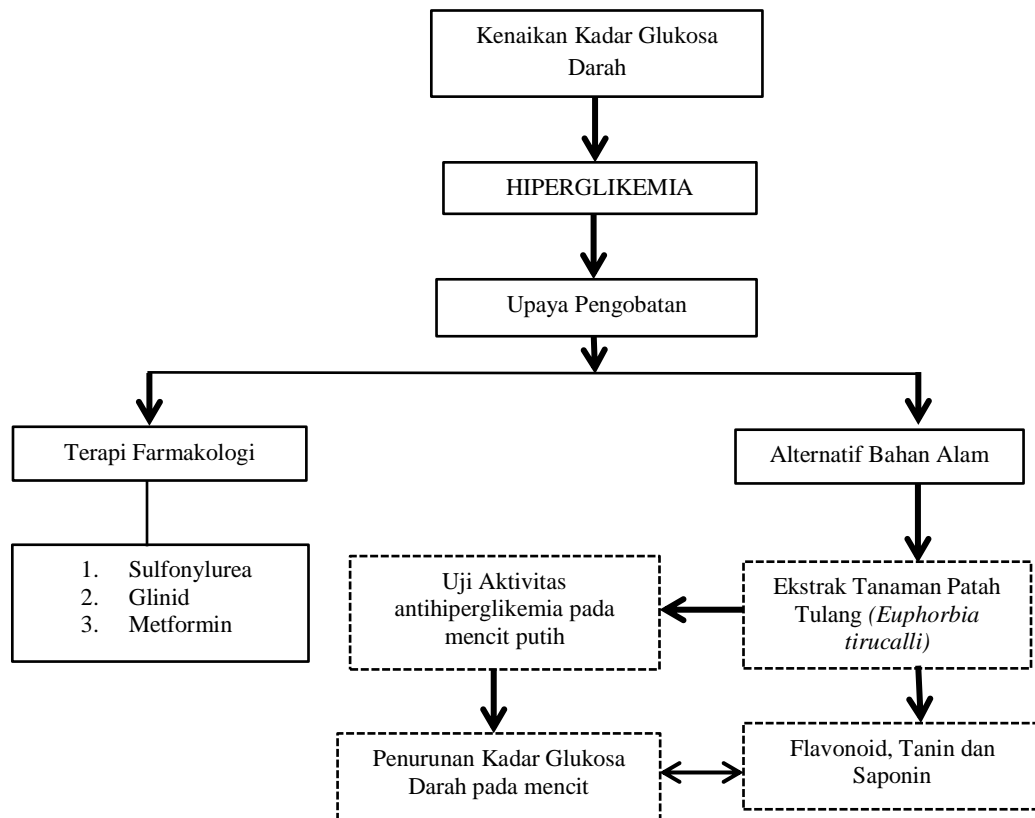 Kenaikan Kadar Glukosa
Darah
HIPERGLIKEMIA
Upaya Pengobatan
Terapi Farmakologi
Alternatif Bahan Alam
1. Sulfonylurea
2. Glinid
3. Metformin
Uji Aktivitas
antihiperglikemia pada
mencit putih
Ekstrak Tanaman Patah
Tulang (Euphorbia
tirucalli)
Penurunan Kadar Glukosa
Darah pada mencit
Flavonoid, Tanin dan
Saponin